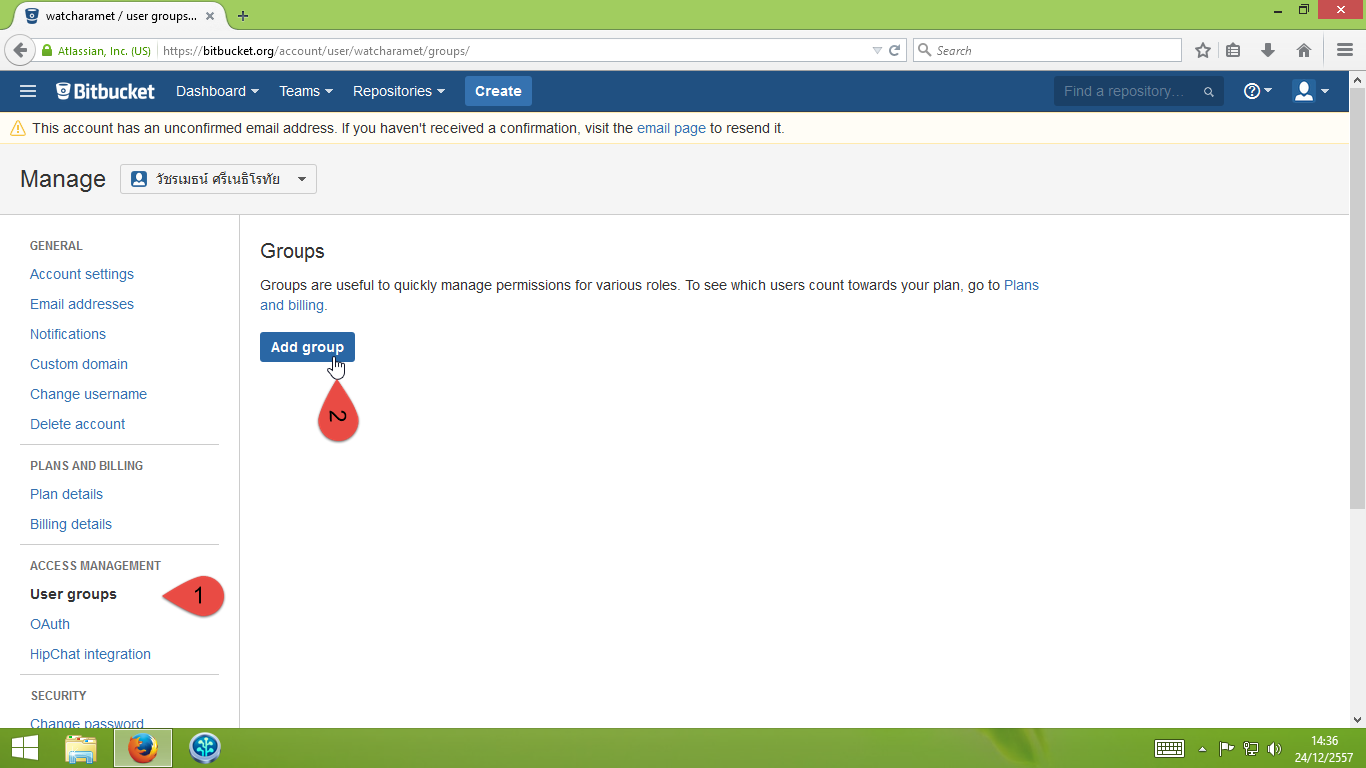 watcharamet / user groups...
Atlassian, Inc. (US)
https://bitbucket.org/account/user/watcharamet/groups/
Search
Bitbucket
Dashboard
Teams
Repositories
Create
Find a repository...
This account has an unconfirmed email address. If you haven't received a confirmation, visit the email page to resend it.
Manage
วัชรเมธน์ ศรีเนธิโรทัย
GENERAL
Account settings
Email addresses
Notifications
Custom domain
Change username
Delete account
PLANS AND BILLING
Plan details
Billing details
ACCESS MANAGEMENT
User groups
1
OAuth
HipChat integration
SECURITY
Change password
Groups
Groups are useful to quickly manage permissions for various roles. To see which users count towards your plan, go to Plans
and billing.
Add group
2
14:36
24/12/2557